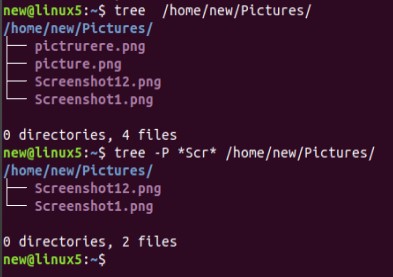 new@linux5:~$ tree  /home/new/Pictures/
/home/new/Pictures/
├── pictrurere.png
├── picture.png
├── Screenshot12.png
└── Screenshot1.png
0 directories, 4 files
new@linux5:~$ tree -P *Scr* /home/new/Pictures/
/home/new/Pictures/
├── Screenshot12.png
└── Screenshot1.png
0 directories, 2 files
new@linux5:~$